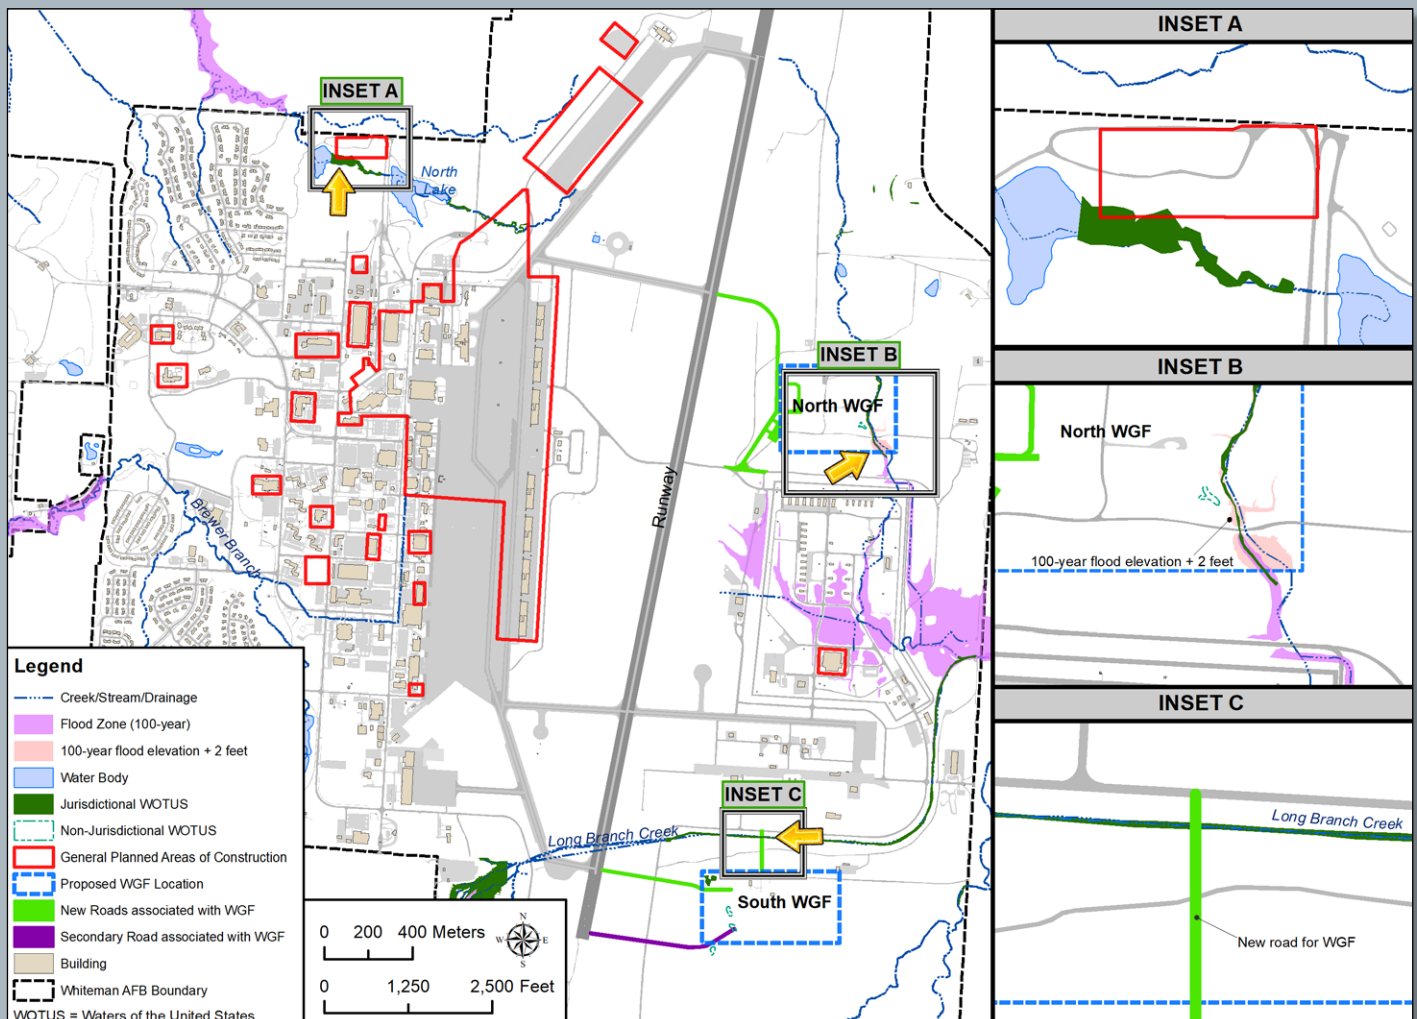 INSET A
North
Lake
INSET B
North WGF
Runway
Brewer Branch
INSET C
Long Branch Creek
South WGF
Legend
Creek/Stream/Drainage
Flood Zone (100-year)
100-year flood elevation + 2 feet
Water Body
Jurisdictional WOTUS
Non-Jurisdictional WOTUS
General Planned Areas of Construction
Proposed WGF Location
New Roads associated with WGF
Secondary Road associated with WGF
Building
Whiteman AFB Boundary
WOTUS = Waters of the United States
0 200 400 Meters
0 1,250 2,500 Feet
N
W E
S
INSET A
INSET B
North WGF
100-year flood elevation + 2 feet
INSET C
Long Branch Creek
New road for WGF